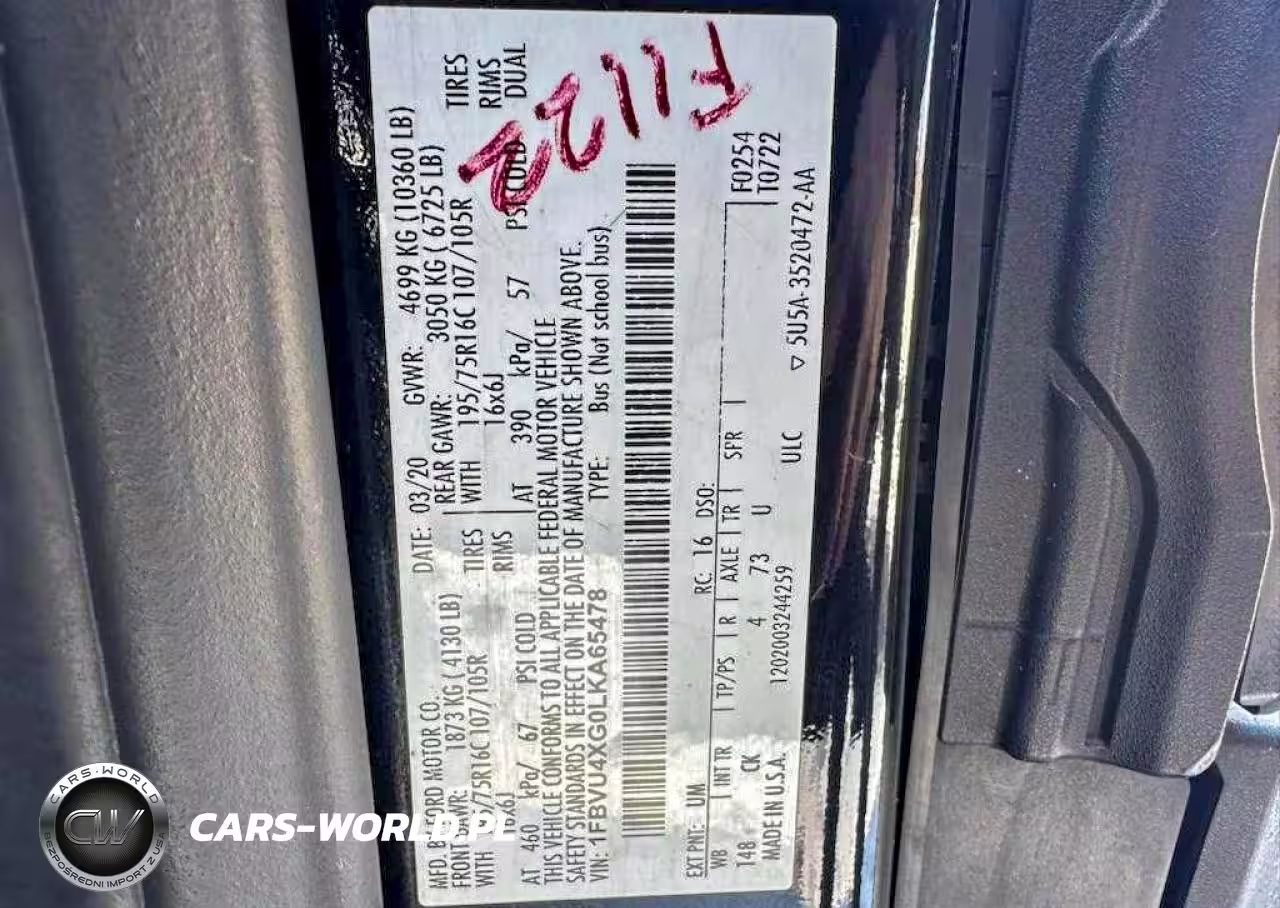 MFD. BY FORD MOTOR CO.
DATE: 03/20 GVWR: 4699 KG (10360 LB)
FRONT GAWR: 1873 KG ( 4130 LB) REAR GAWR: 3050 KG ( 6725 LB)
WITH /75R16C 107/105R TIRES WITH 195/75R16C 107/105R TIRES
16x6J RIMS 16x6J RIMS
AT 460 kPa/ 67 PSI COLD AT 390 kPa/ 57 PSI COLD DUAL
THIS VEHICLE CONFORMS TO ALL APPLICABLE FEDERAL MOTOR VEHICLE
SAFETY STANDARDS IN EFFECT ON THE DATE OF MANUFACTURE SHOWN ABOVE.
VIN: 1FBVU4XG0LKA65478 TYPE: Bus (Not school bus)
F1122
EXT PNT: UM RC: 16 DSO: F0254
WB INT TR TP/PS R AXLE TR SPR T0722
148 CK 4 73 U
MADE IN U.S.A. 1202003244259 ULC ▽ 5U5A-3520472-AA
CARS-WORLD
CW
BEZPOŚREDNI IMPORT Z USA
CARS-WORLD.PL